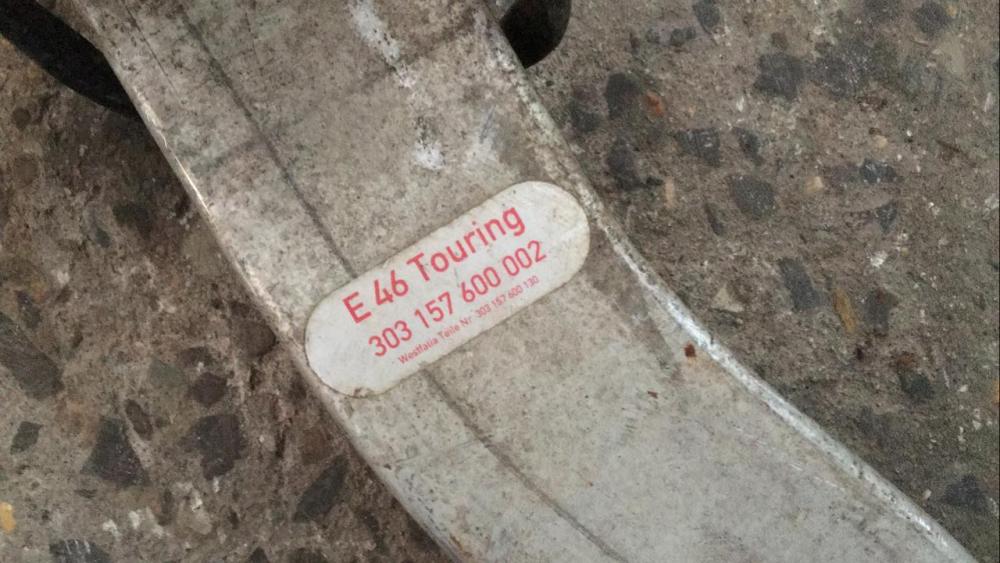 E 46 Touring
303 157 600 002
Westfalia Teile Nr. 303 157 600 130